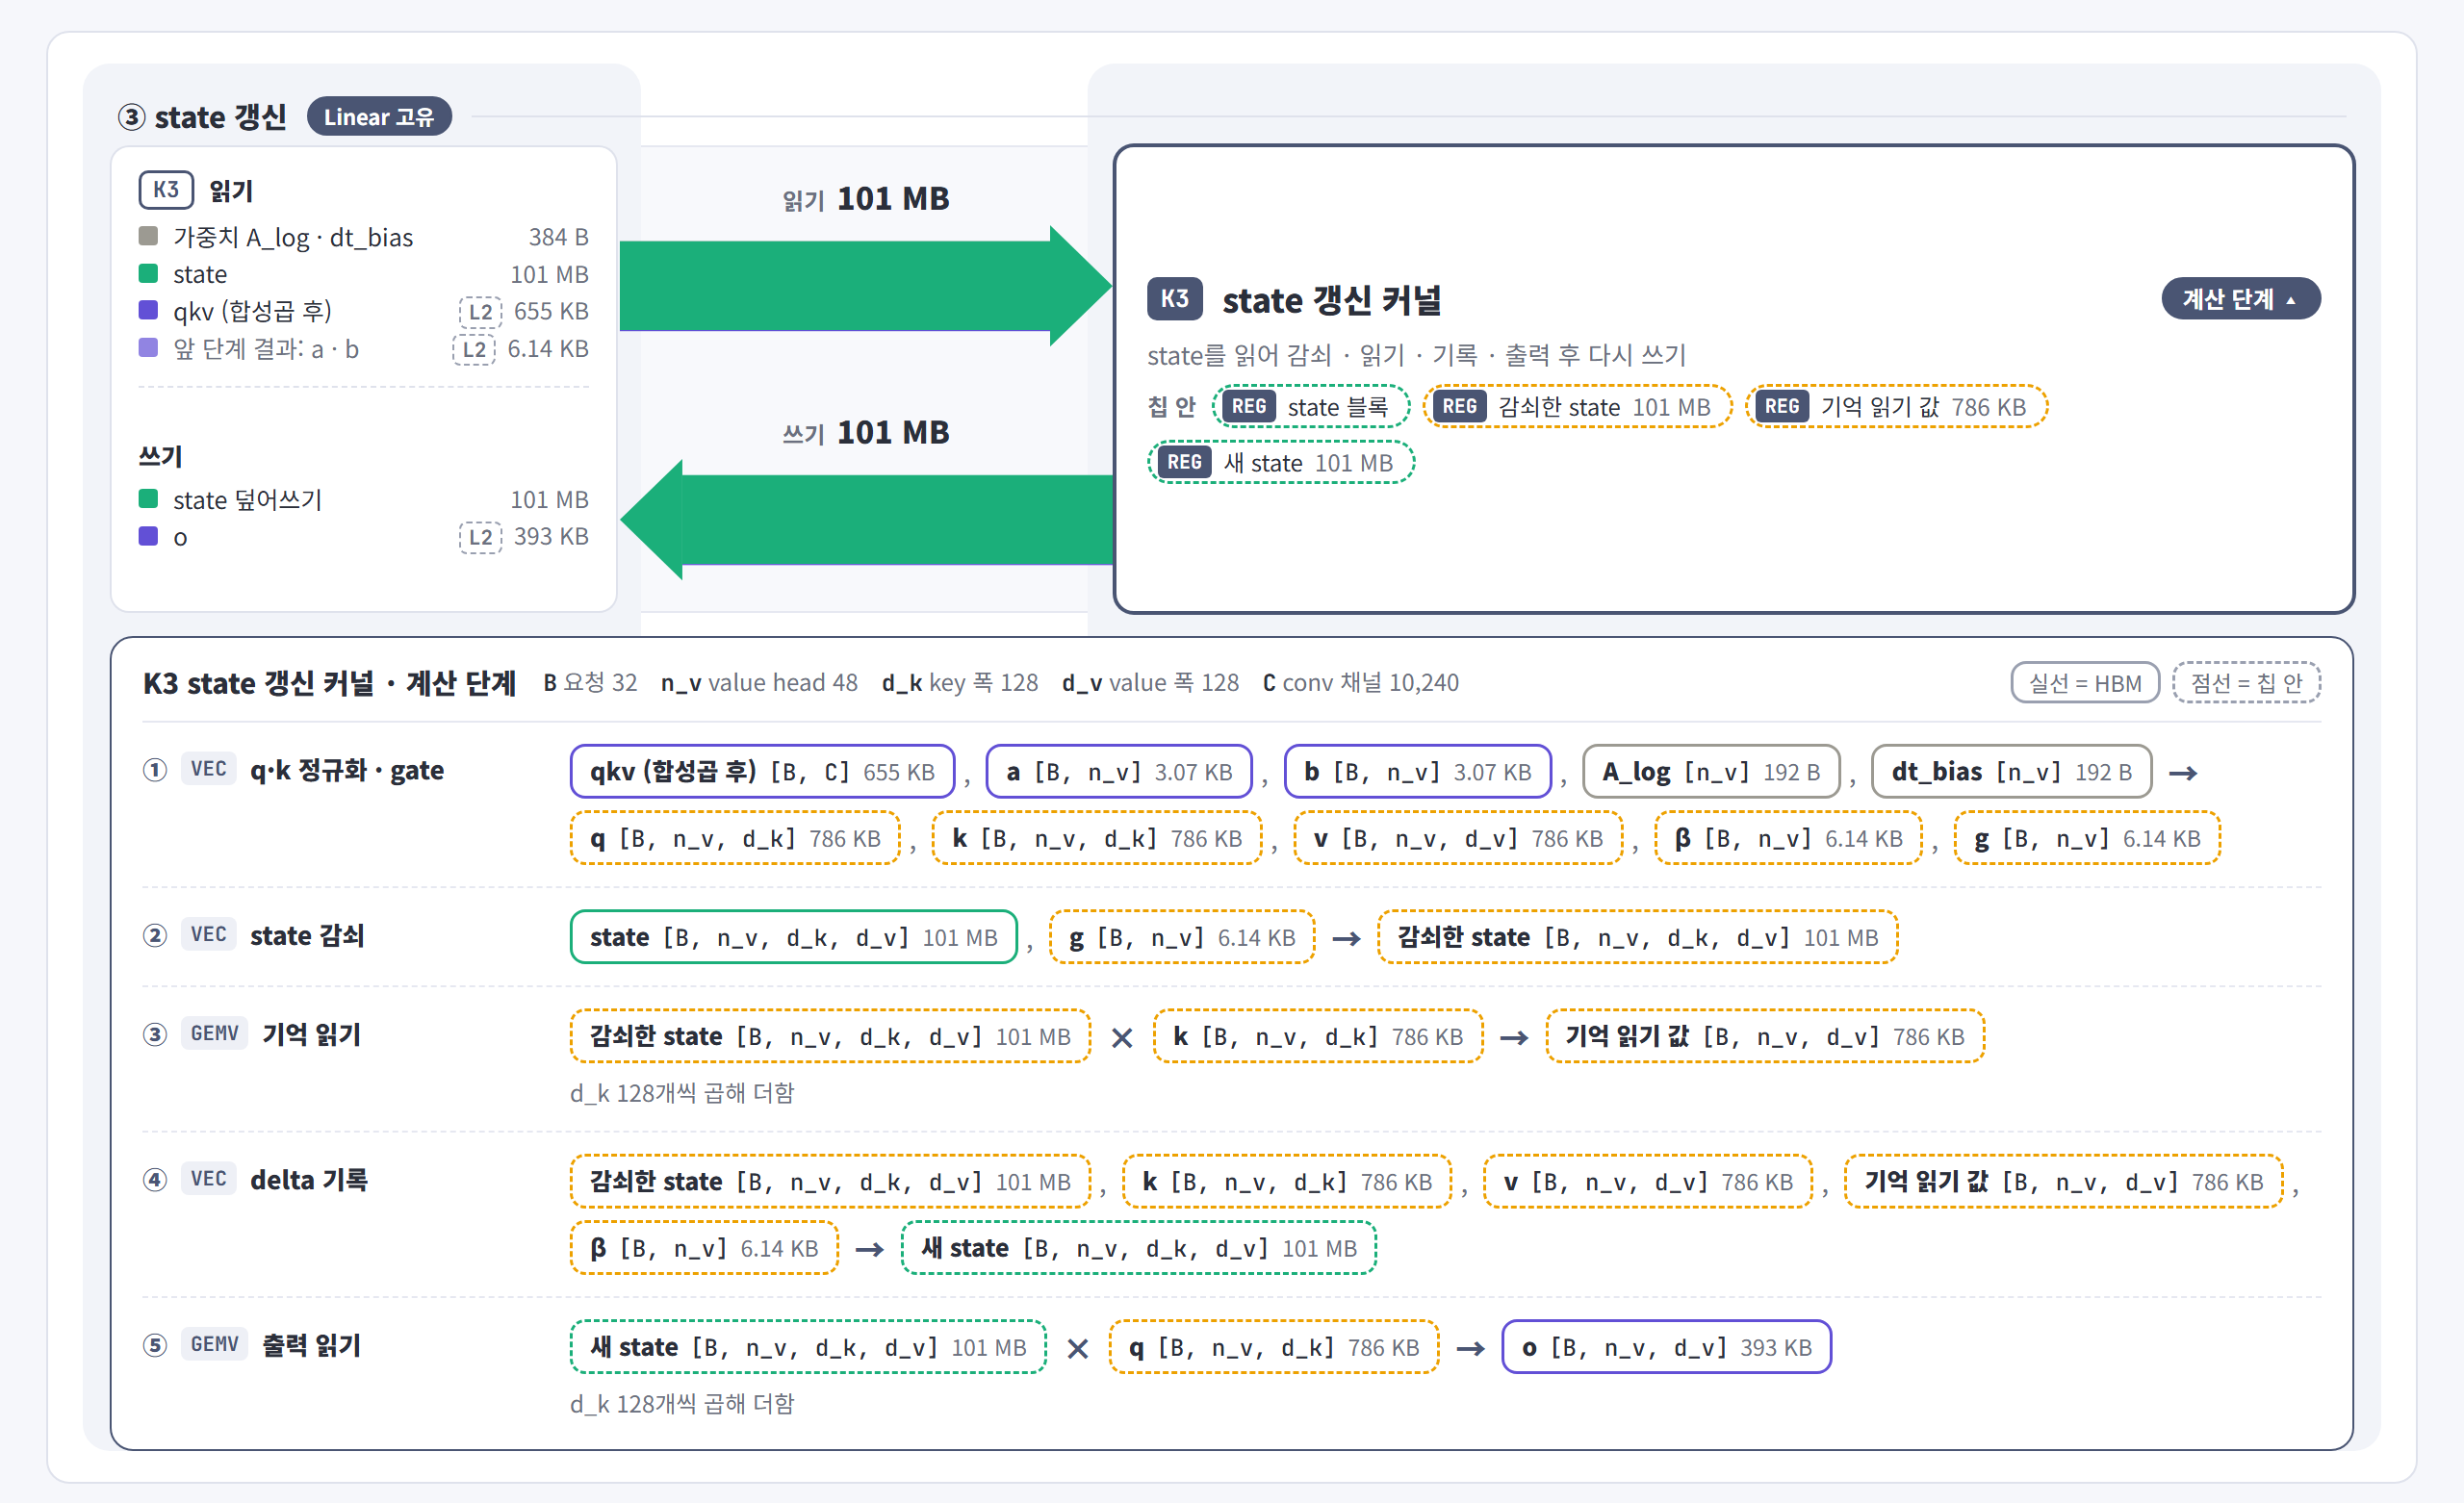 ③ state 갱신 Linear 고유
K3 읽기
가중치 A_log · dt_bias 384 B
state 101 MB
qkv (합성곱 후) L2 655 KB
앞 단계 결과: a · b L2 6.14 KB
쓰기
state 덮어쓰기 101 MB
o L2 393 KB
읽기 101 MB
쓰기 101 MB
K3 state 갱신 커널 계산 단계 ▲
state를 읽어 감쇠 · 읽기 · 기록 · 출력 후 다시 쓰기
칩 안 REG state 블록 REG 감쇠한 state 101 MB REG 기억 읽기 값 786 KB
REG 새 state 101 MB
K3 state 갱신 커널 · 계산 단계 B 요청 32 n_v value head 48 d_k key 폭 128 d_v value 폭 128 C conv 채널 10,240 실선 = HBM 점선 = 칩 안
① VEC q·k 정규화 · gate qkv (합성곱 후) [B, C] 655 KB , a [B, n_v] 3.07 KB , b [B, n_v] 3.07 KB , A_log [n_v] 192 B , dt_bias [n_v] 192 B →
q [B, n_v, d_k] 786 KB , k [B, n_v, d_k] 786 KB , v [B, n_v, d_v] 786 KB , β [B, n_v] 6.14 KB , g [B, n_v] 6.14 KB
② VEC state 감쇠 state [B, n_v, d_k, d_v] 101 MB , g [B, n_v] 6.14 KB → 감쇠한 state [B, n_v, d_k, d_v] 101 MB
③ GEMV 기억 읽기 감쇠한 state [B, n_v, d_k, d_v] 101 MB × k [B, n_v, d_k] 786 KB → 기억 읽기 값 [B, n_v, d_v] 786 KB
d_k 128개씩 곱해 더함
④ VEC delta 기록 감쇠한 state [B, n_v, d_k, d_v] 101 MB , k [B, n_v, d_k] 786 KB , v [B, n_v, d_v] 786 KB , 기억 읽기 값 [B, n_v, d_v] 786 KB ,
β [B, n_v] 6.14 KB → 새 state [B, n_v, d_k, d_v] 101 MB
⑤ GEMV 출력 읽기 새 state [B, n_v, d_k, d_v] 101 MB × q [B, n_v, d_k] 786 KB → o [B, n_v, d_v] 393 KB
d_k 128개씩 곱해 더함